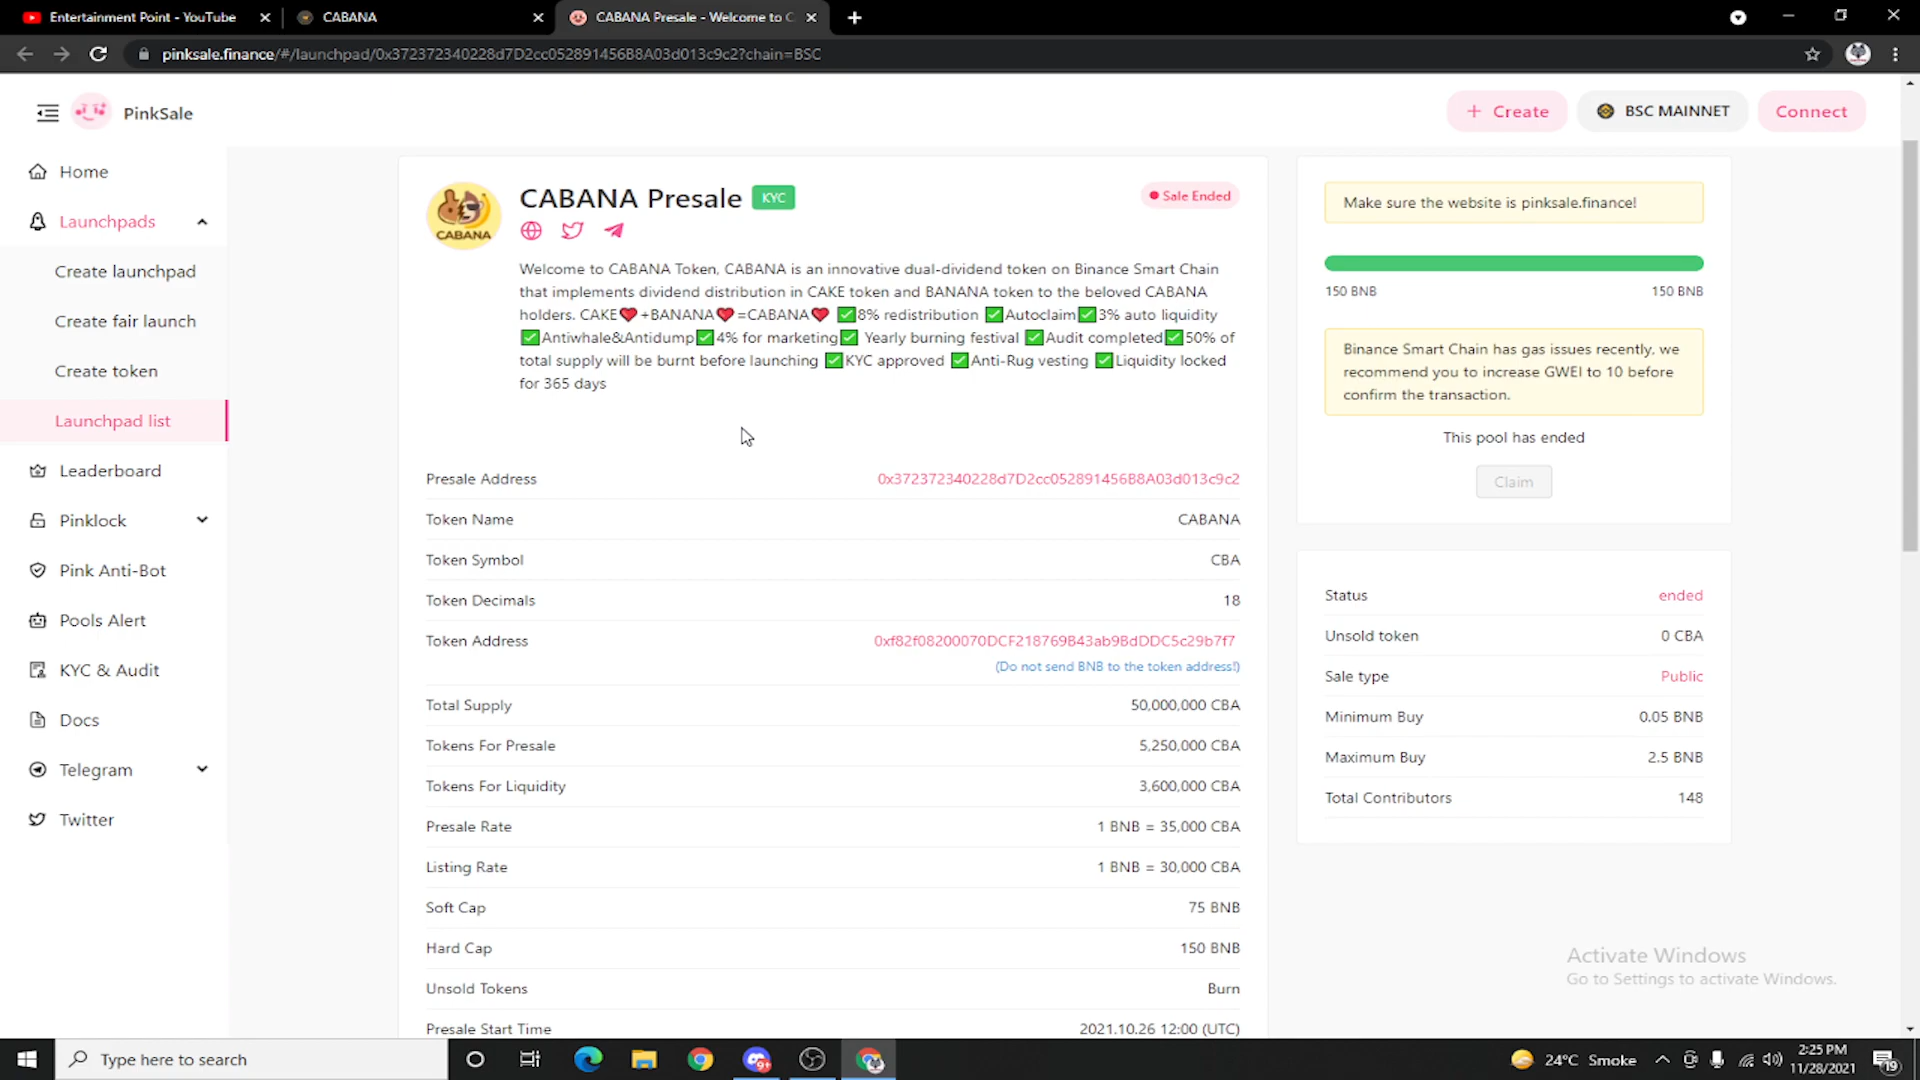 Entertainment Point - YouTube
CABANA
CABANA Presale - Welcome to C
pinksale.finance/#/launchpad/0x372372340228d7D2cc052891456B8A03d013c9c2?chain=BSC
PinkSale
Create
BSC MAINNET
Connect
Home
Launchpads
Create launchpad
Create fair launch
Create token
Launchpad list
Leaderboard
Pinklock
Pink Anti-Bot
Pools Alert
KYC & Audit
Docs
Telegram
Twitter
CABANA
CABANA Presale KYC
Sale Ended
Welcome to CABANA Token, CABANA is an innovative dual-dividend token on Binance Smart Chain
that implements dividend distribution in CAKE token and BANANA token to the beloved CABANA
holders. CAKE❤️+BANANA❤️=CABANA❤️ ✅8% redistribution ✅Autoclaim✅3% auto liquidity
✅Antiwhale&Antidump✅4% for marketing✅ Yearly burning festival ✅Audit completed✅50% of
total supply will be burnt before launching ✅KYC approved ✅Anti-Rug vesting ✅Liquidity locked
for 365 days
Presale Address 0x372372340228d7D2cc052891456B8A03d013c9c2
Token Name CABANA
Token Symbol CBA
Token Decimals 18
Token Address 0xf82f08200070DCF218769B43ab9BdDDC5c29b7f7
(Do not send BNB to the token address!)
Total Supply 50,000,000 CBA
Tokens For Presale 5,250,000 CBA
Tokens For Liquidity 3,600,000 CBA
Presale Rate 1 BNB = 35,000 CBA
Listing Rate 1 BNB = 30,000 CBA
Soft Cap 75 BNB
Hard Cap 150 BNB
Unsold Tokens Burn
Presale Start Time 2021.10.26 12:00 (UTC)
Make sure the website is pinksale.finance!
150 BNB 150 BNB
Binance Smart Chain has gas issues recently, we
recommend you to increase GWEI to 10 before
confirm the transaction.
This pool has ended
Claim
Status ended
Unsold token 0 CBA
Sale type Public
Minimum Buy 0.05 BNB
Maximum Buy 2.5 BNB
Total Contributors 148
Activate Windows
Go to Settings to activate Windows.
Type here to search
24°C Smoke
2:25 PM
11/28/2021
19